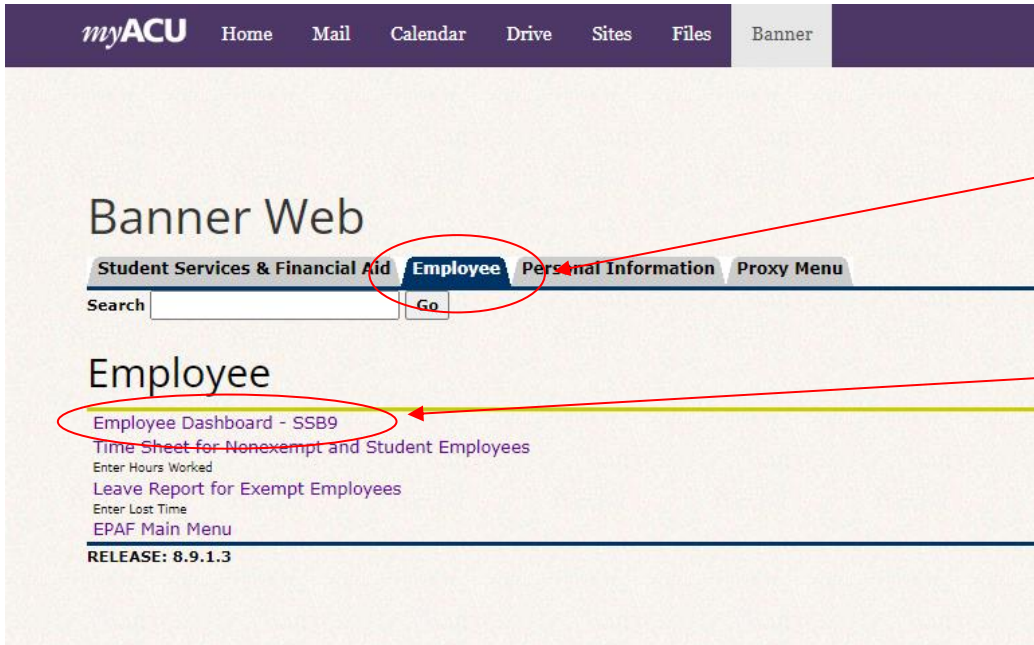 myACU Home Mail Calendar Drive Sites Files Banner
Banner Web
Student Services & Financial Aid Employee Personal Information Proxy Menu
Search Go
Employee
Employee Dashboard - SSB9
Time Sheet for Nonexempt and Student Employees
Enter Hours Worked
Leave Report for Exempt Employees
Enter Lost Time
EPAF Main Menu
RELEASE: 8.9.1.3